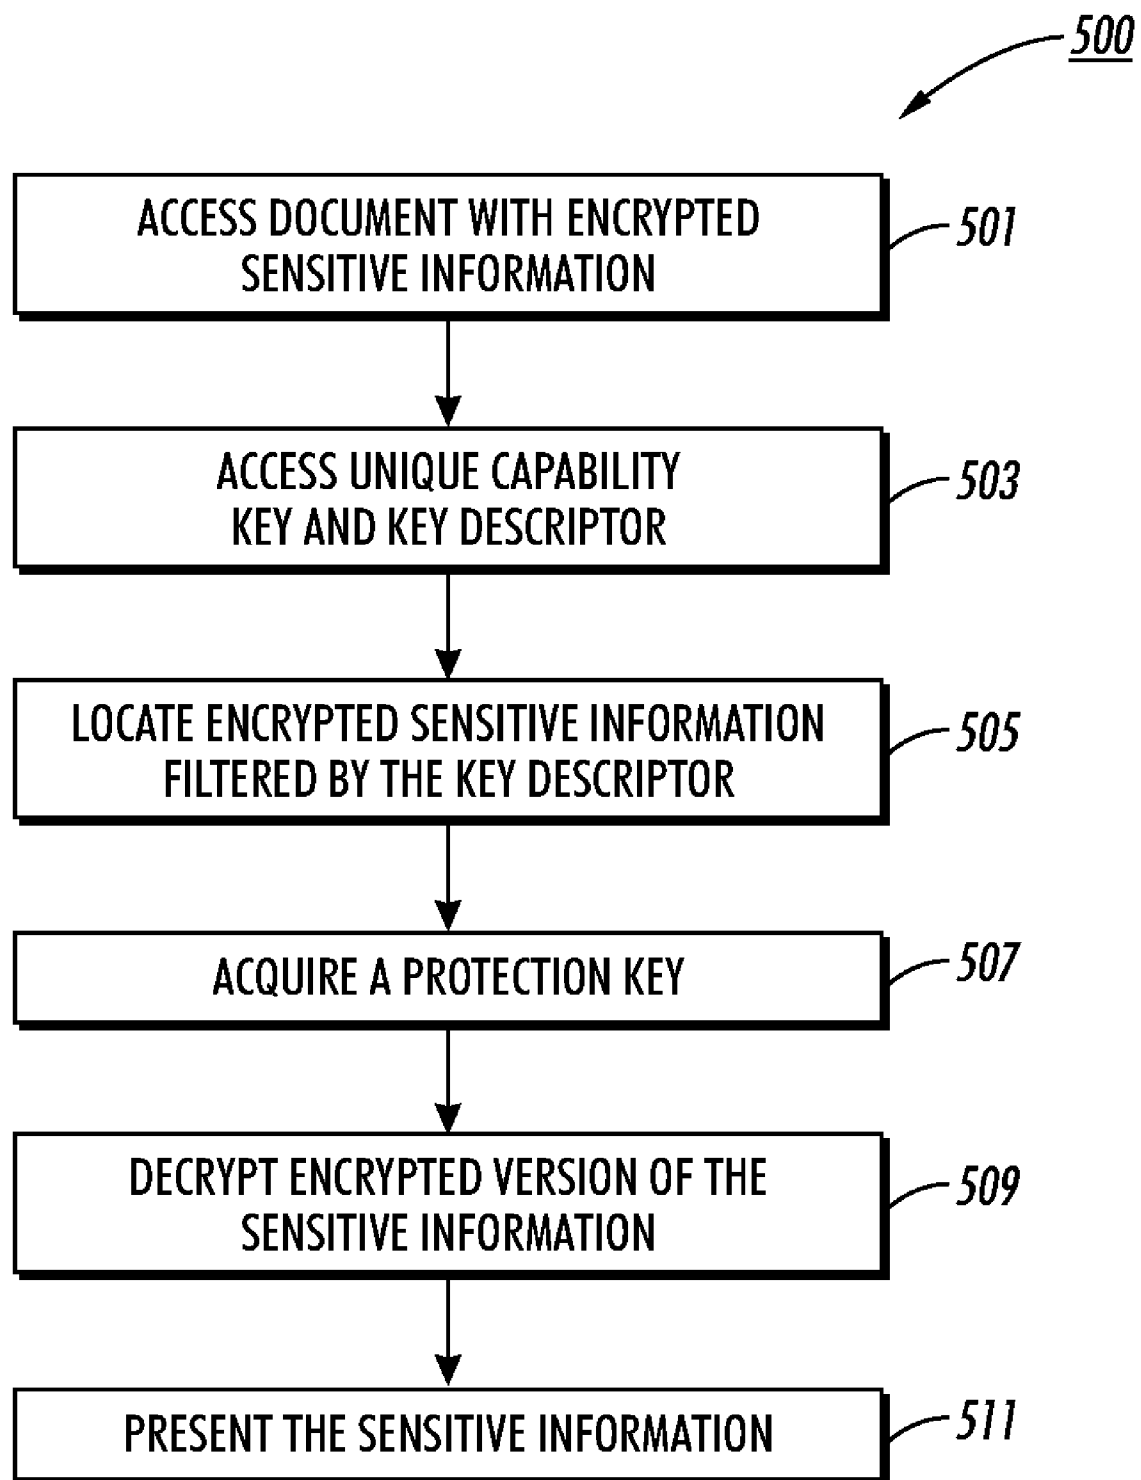 500
ACCESS DOCUMENT WITH ENCRYPTED
SENSITIVE INFORMATION
501
ACCESS UNIQUE CAPABILITY
KEY AND KEY DESCRIPTOR
503
LOCATE ENCRYPTED SENSITIVE INFORMATION
FILTERED BY THE KEY DESCRIPTOR
505
ACQUIRE A PROTECTION KEY
507
DECRYPT ENCRYPTED VERSION OF THE
SENSITIVE INFORMATION
509
PRESENT THE SENSITIVE INFORMATION
511